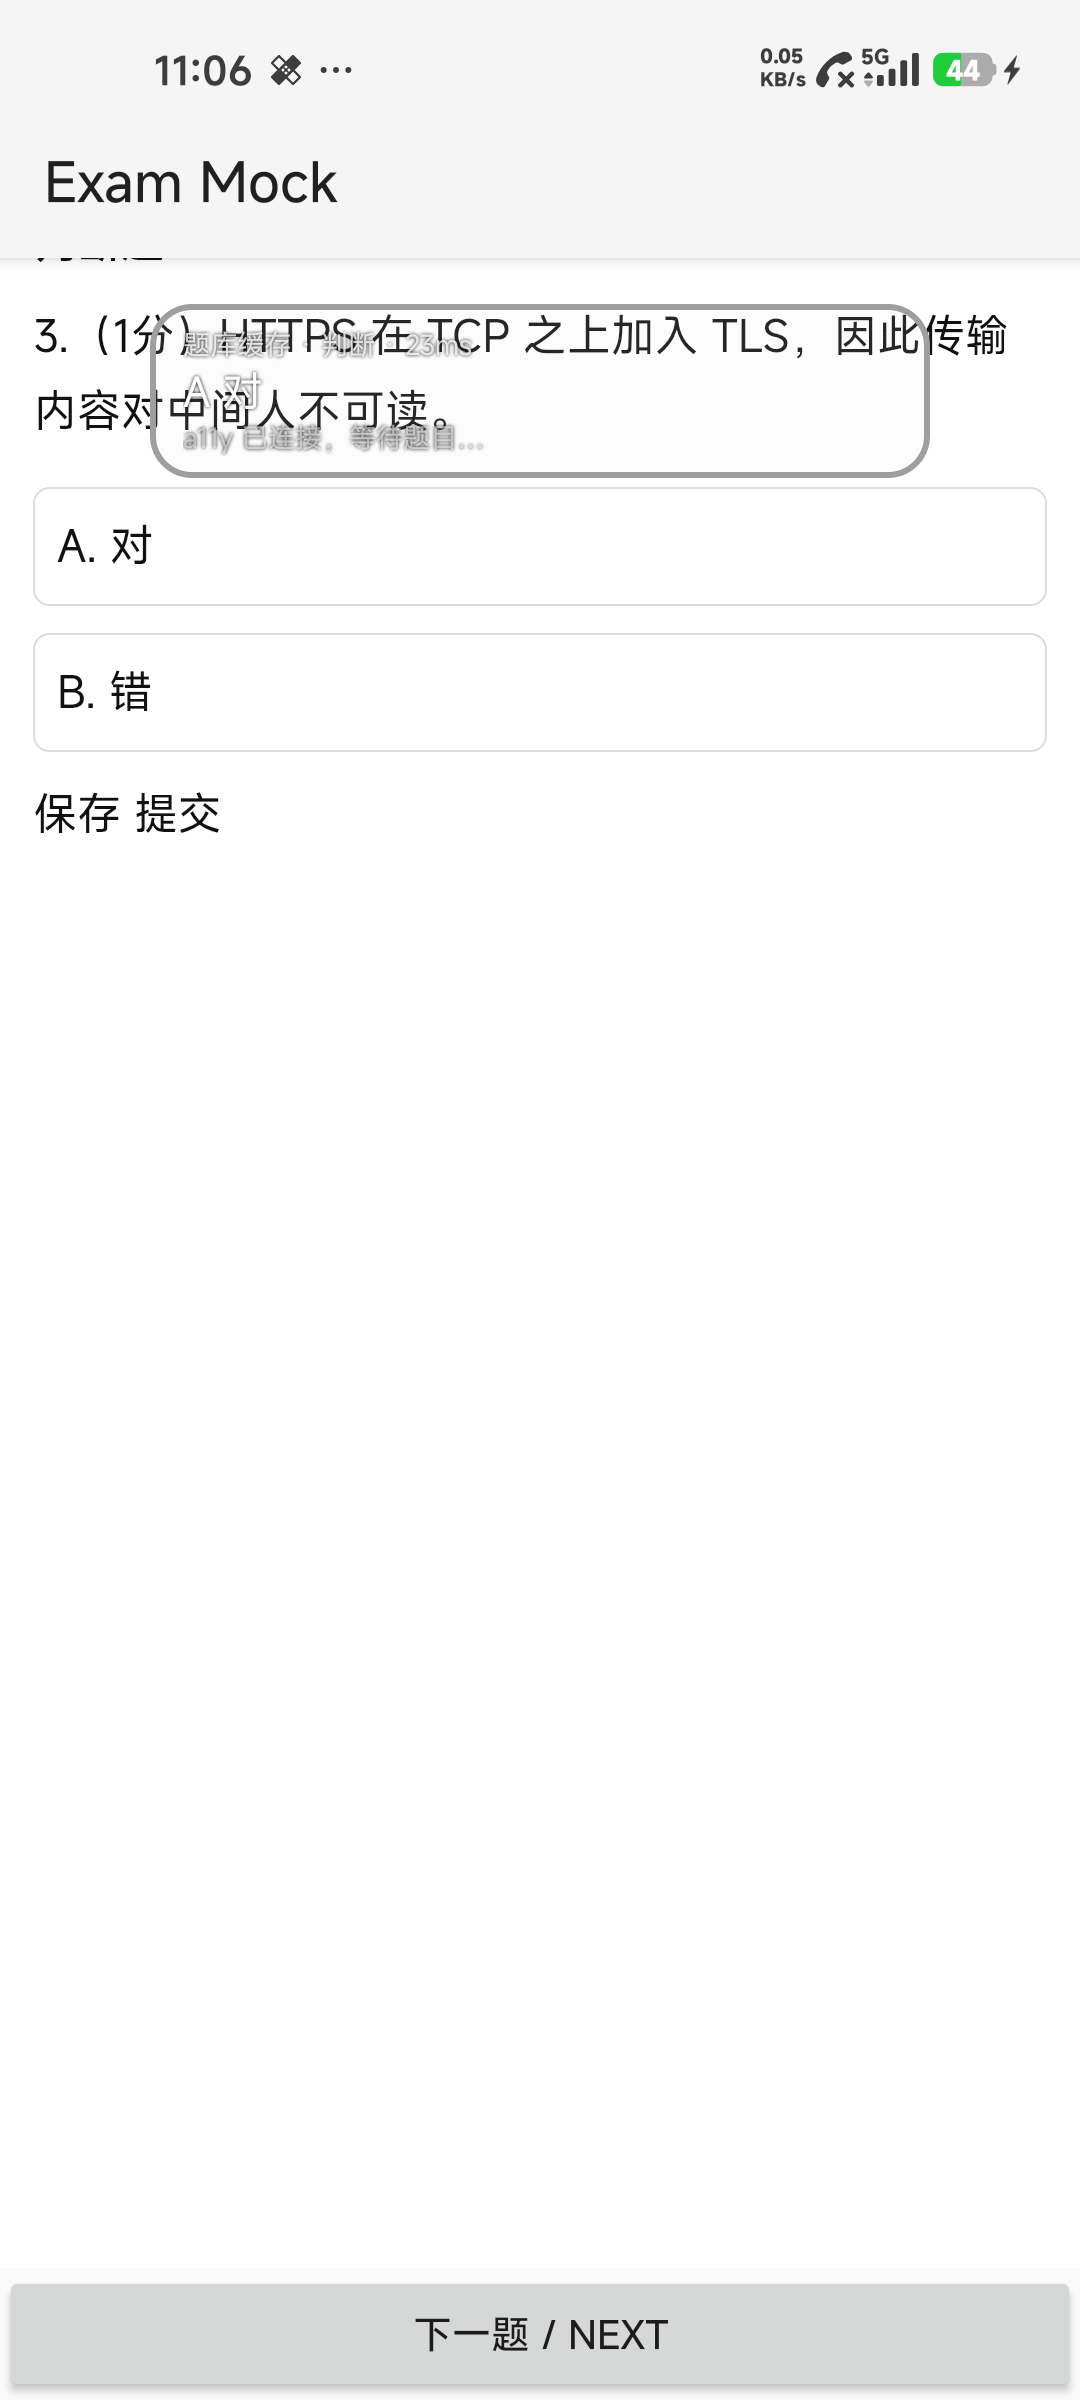 11:06 ...
0.05 KB/s 5G 44
Exam Mock
3.（1分）HTTPS 在 TCP 之上加入 TLS，因此传输
内容对中间人不可读。
题库缓存 · 判断 · 23ms
A 对
a11y 已连接，等待题目...
A. 对
B. 错
保存 提交
下一题 / NEXT